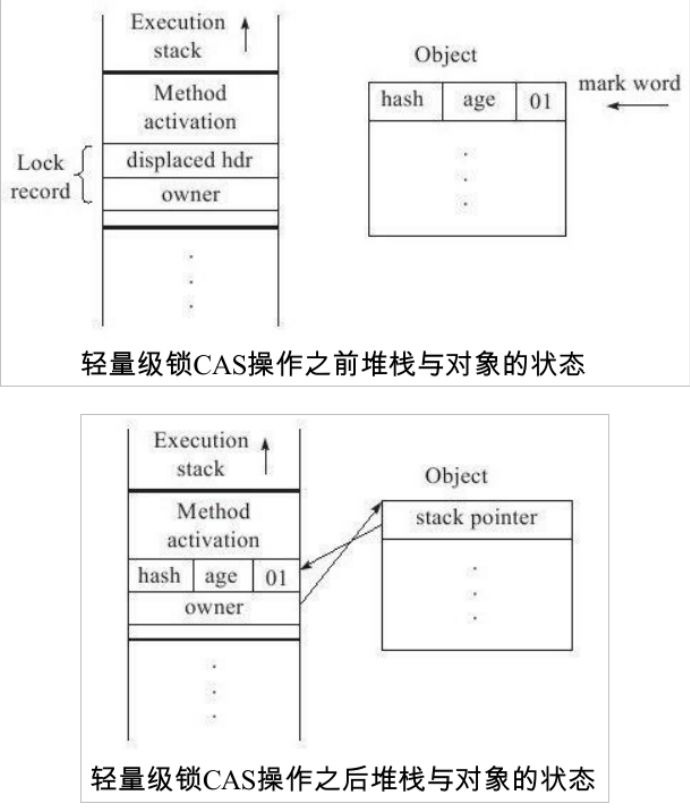 Execution
stack
Object
mark word
hash age 01
Method
activation
Lock
record
displaced hdr
owner
轻量级锁CAS操作之前堆栈与对象的状态
Execution
stack
Object
stack pointer
Method
activation
hash age 01
owner
轻量级锁CAS操作之后堆栈与对象的状态